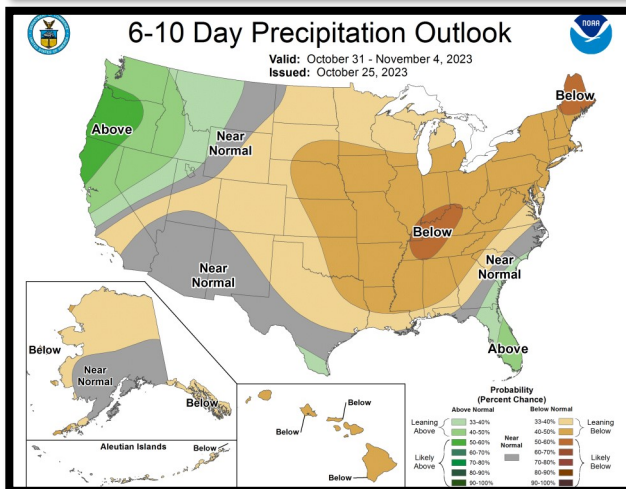 6-10 Day Precipitation Outlook
NOAA
Valid: October 31 - November 4, 2023
Issued: October 25, 2023
Above
Near
Normal
Below
Below
Near
Normal
Near
Normal
Above
Below
Near
Normal
Below
Aleutian Islands
Below
Below
Below
Below
Probability
(Percent Chance)
Above Normal
Below Normal
Leaning
Above
33-40%
40-50%
Likely
Above
50-60%
60-70%
70-80%
80-90%
90-100%
Near
Normal
33-40%
40-50%
Leaning
Below
50-60%
60-70%
70-80%
80-90%
90-100%
Likely
Below